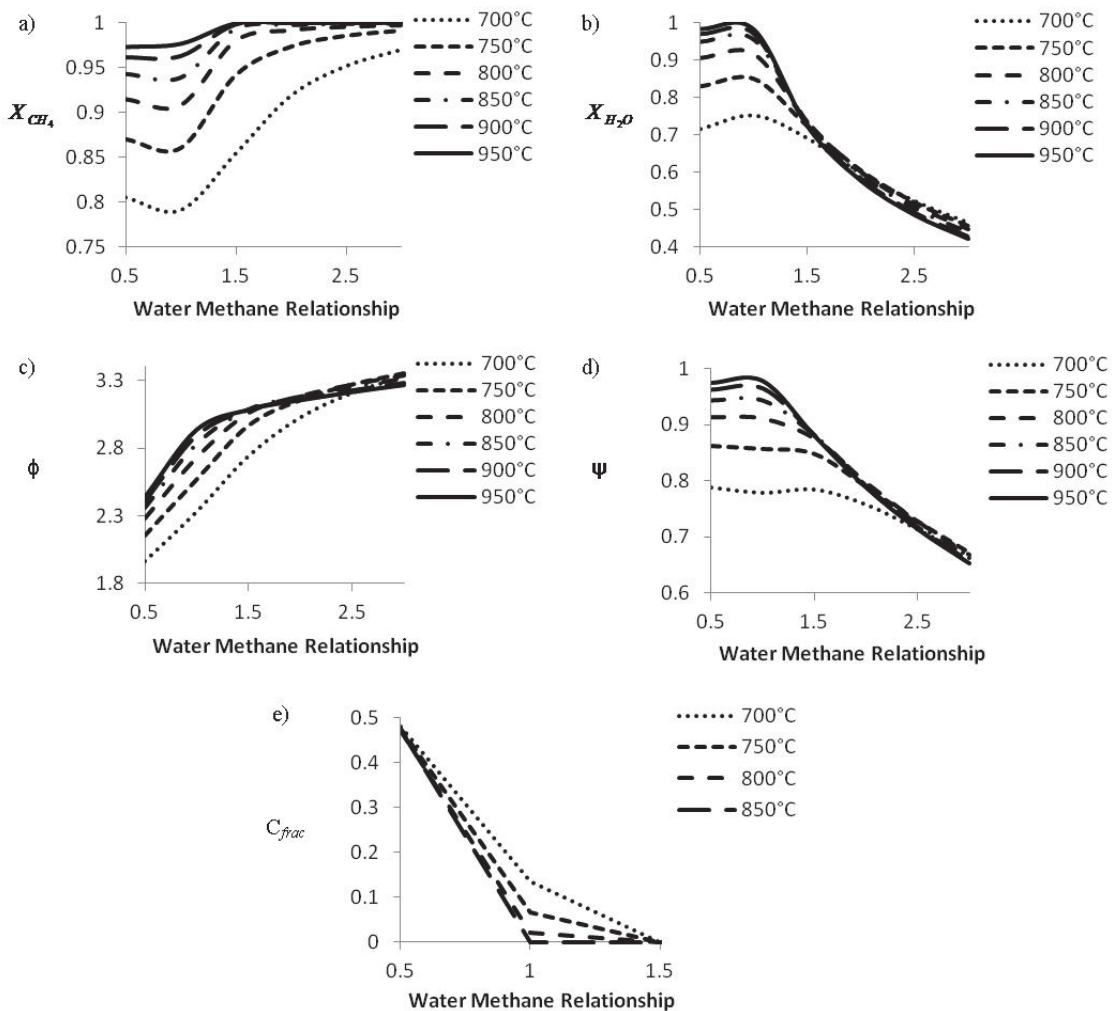 a)
1
0.95
0.9
0.85
0.8
0.75
X_{CH_4}
0.5 1.5 2.5
Water Methane Relationship
700°C
750°C
800°C
850°C
900°C
950°C
b)
1
0.9
0.8
0.7
0.6
0.5
0.4
X_{H_2O}
0.5 1.5 2.5
Water Methane Relationship
700°C
750°C
800°C
850°C
900°C
950°C
c)
3.3
2.8
2.3
1.8
ϕ
0.5 1.5 2.5
Water Methane Relationship
700°C
750°C
800°C
850°C
900°C
950°C
d)
1
0.9
0.8
0.7
0.6
Ψ
0.5 1.5 2.5
Water Methane Relationship
700°C
750°C
800°C
850°C
900°C
950°C
e)
0.5
0.4
0.3
0.2
0.1
0
C_{frac}
0.5 1 1.5
Water Methane Relationship
700°C
750°C
800°C
850°C